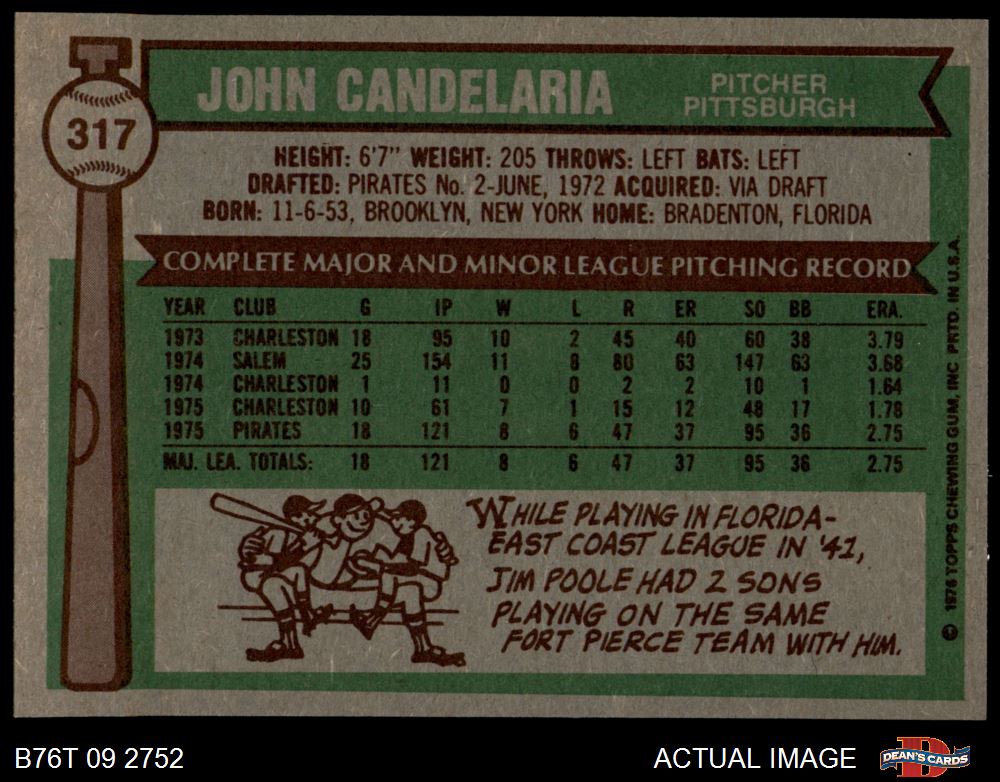 317
JOHN CANDELARIA
PITCHER
PITTSBURGH
HEIGHT: 6'7" WEIGHT: 205 THROWS: LEFT BATS: LEFT
DRAFTED: PIRATES No. 2-JUNE, 1972 ACQUIRED: VIA DRAFT
BORN: 11-6-53, BROOKLYN, NEW YORK HOME: BRADENTON, FLORIDA
COMPLETE MAJOR AND MINOR LEAGUE PITCHING RECORD
YEAR CLUB G IP W L R ER SO BB ERA.
1973 CHARLESTON 18 95 10 2 45 40 60 38 3.79
1974 SALEM 25 154 11 8 80 63 147 63 3.68
1974 CHARLESTON 1 11 0 0 2 2 10 1 1.64
1975 CHARLESTON 10 61 7 1 15 12 48 17 1.78
1975 PIRATES 18 121 8 6 47 37 95 36 2.75
MAJ. LEA. TOTALS: 18 121 8 6 47 37 95 36 2.75
WHILE PLAYING IN FLORIDA-
EAST COAST LEAGUE IN '41,
JIM POOLE HAD 2 SONS
PLAYING ON THE SAME
FORT PIERCE TEAM WITH HIM.
© 1976 TOPPS CHEWING GUM, INC PRTD. IN U.S.A.
B76T 09 2752
ACTUAL IMAGE
DEAN'S CARDS